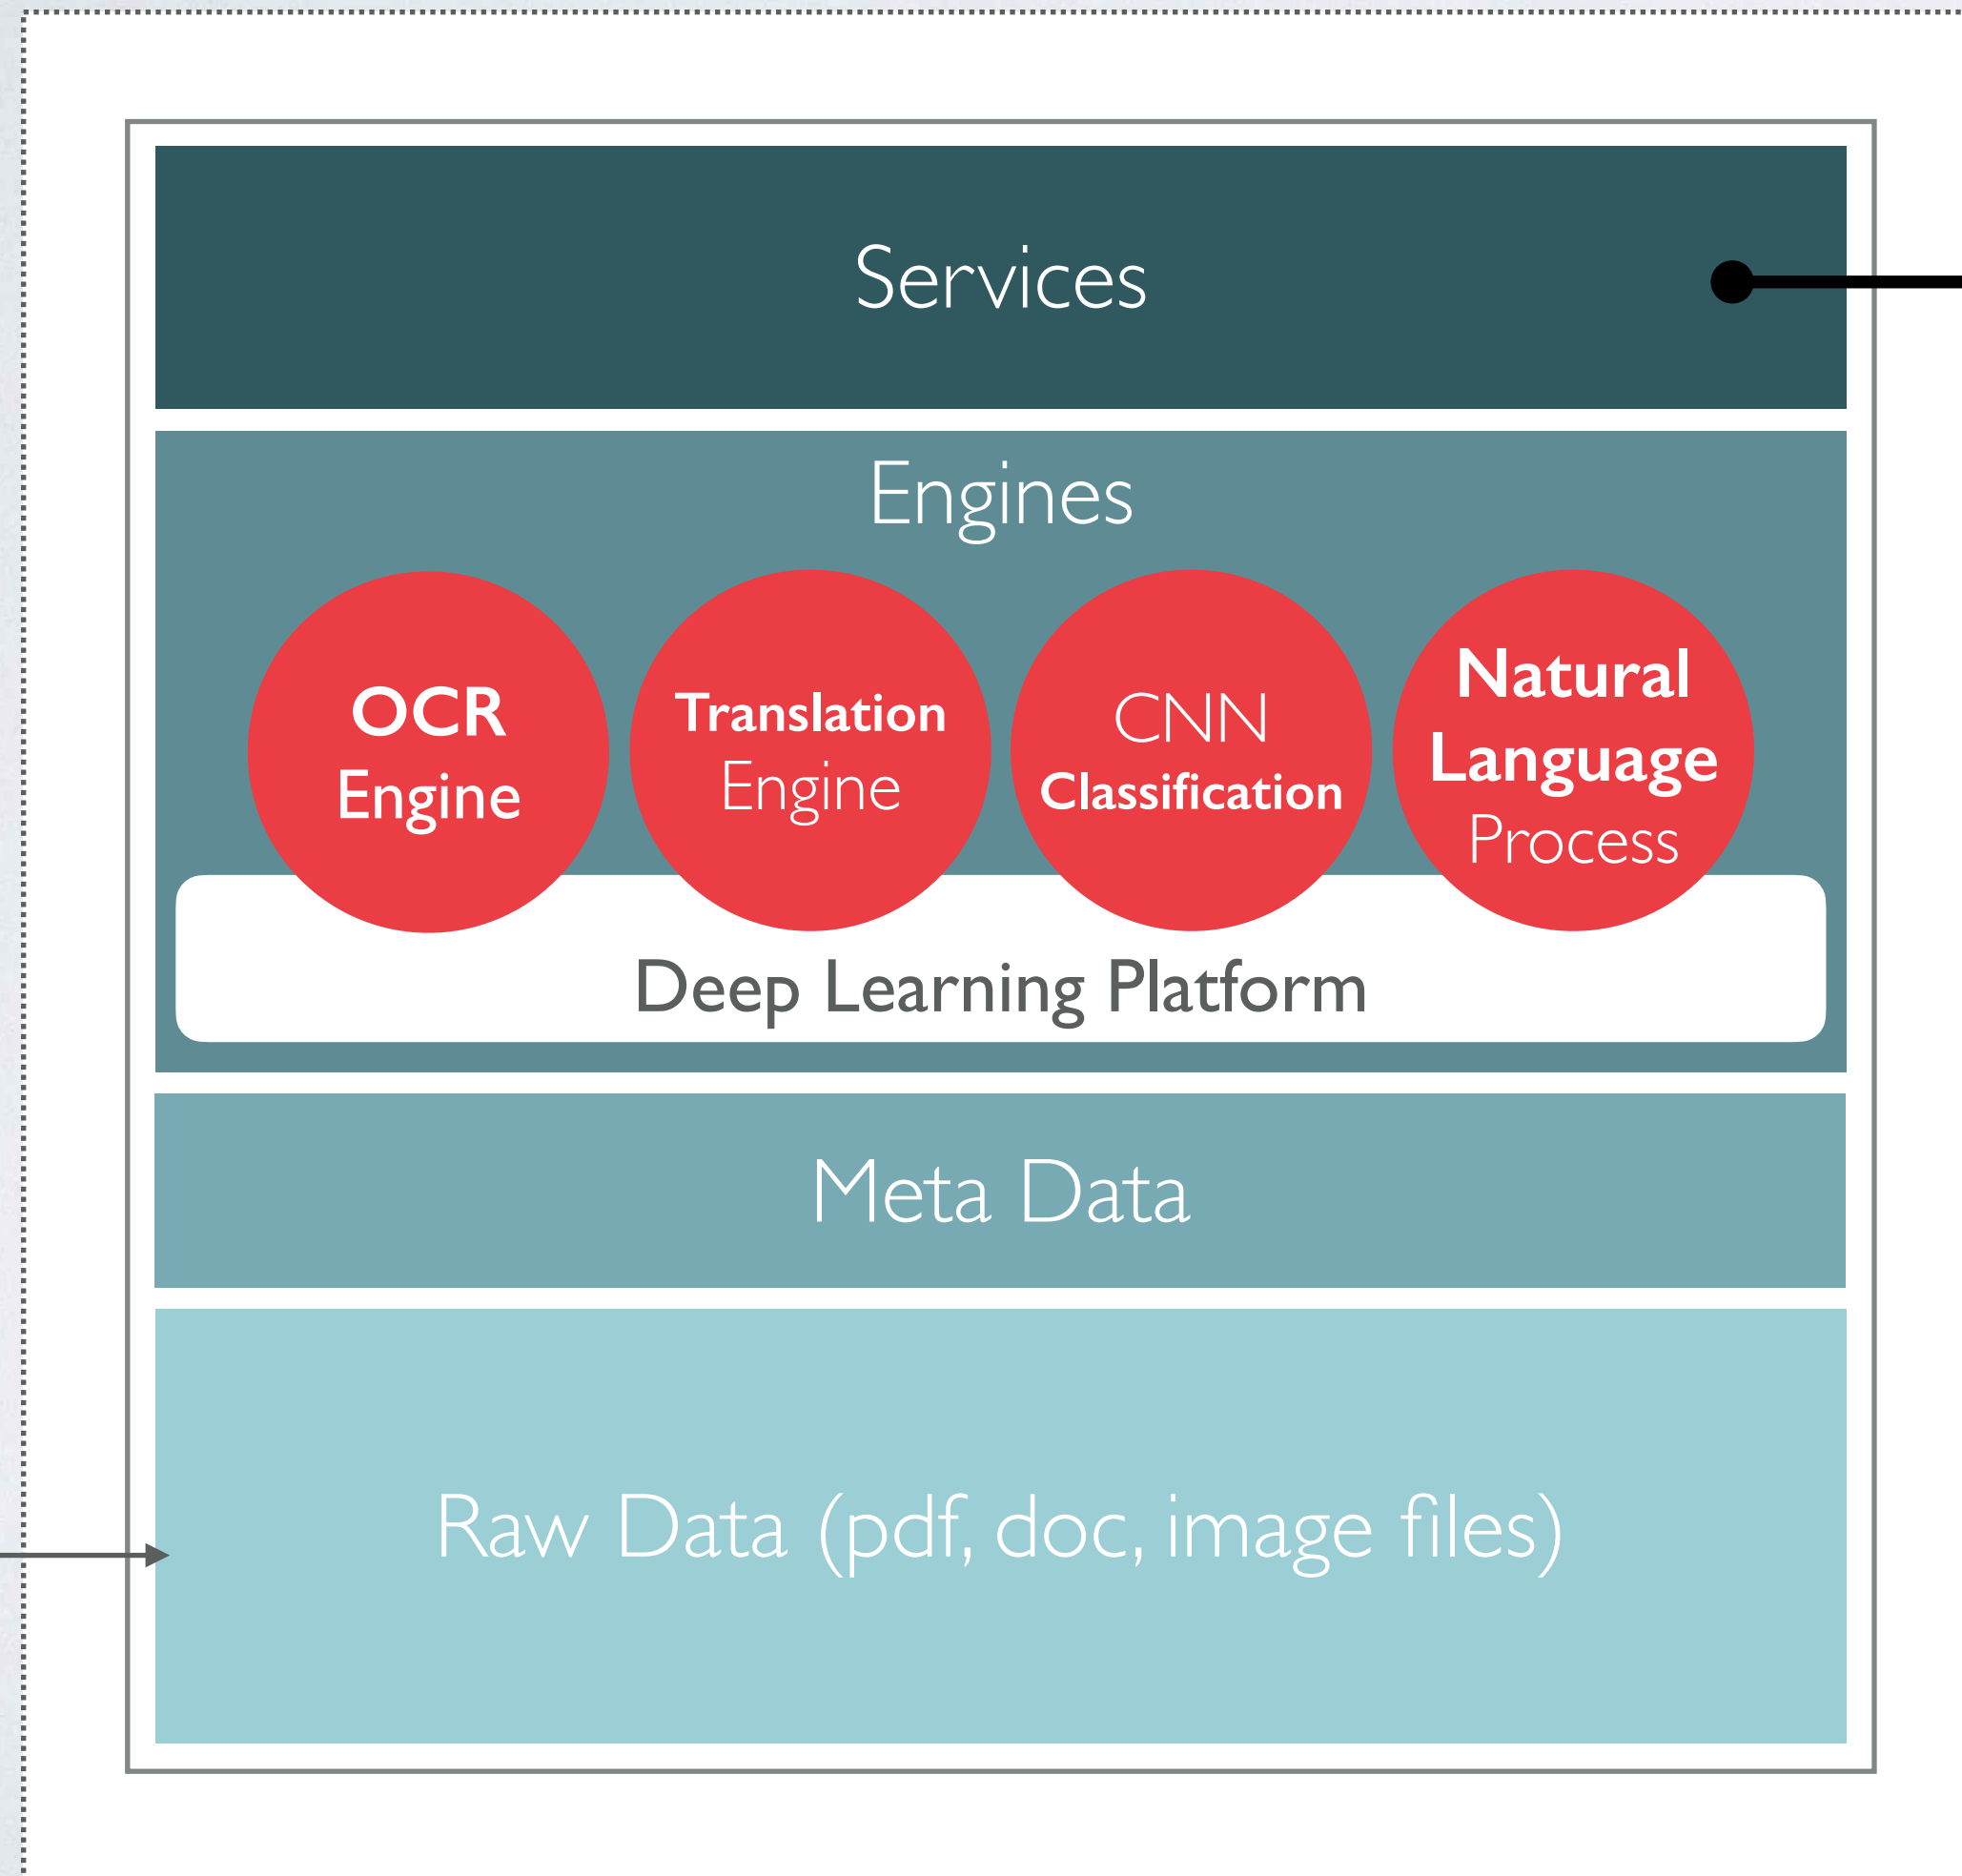 Services
Engines
OCR
Engine
Translation
Engine
CNN
Classification
Natural
Language
Process
Deep Learning Platform
Meta Data
Raw Data (pdf, doc, image files)